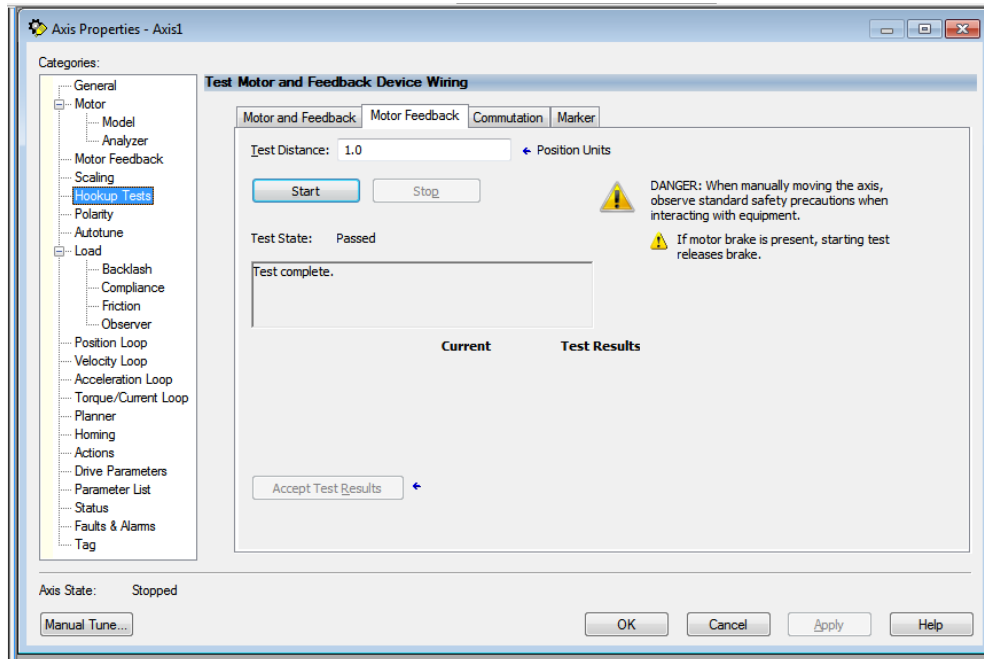 Axis Properties - Axis1
Categories:
General
Motor
Model
Analyzer
Motor Feedback
Scaling
Hookup Tests
Polarity
Autotune
Load
Backlash
Compliance
Friction
Observer
Position Loop
Velocity Loop
Acceleration Loop
Torque/Current Loop
Planner
Homing
Actions
Drive Parameters
Parameter List
Status
Faults & Alarms
Tag
Test Motor and Feedback Device Wiring
Motor and Feedback Motor Feedback Commutation Marker
Test Distance: 1.0 Position Units
Start Stop
DANGER: When manually moving the axis,
observe standard safety precautions when
interacting with equipment.
If motor brake is present, starting test
releases brake.
Test State: Passed
Test complete.
Current Test Results
Accept Test Results
Axis State: Stopped
Manual Tune... OK Cancel Apply Help